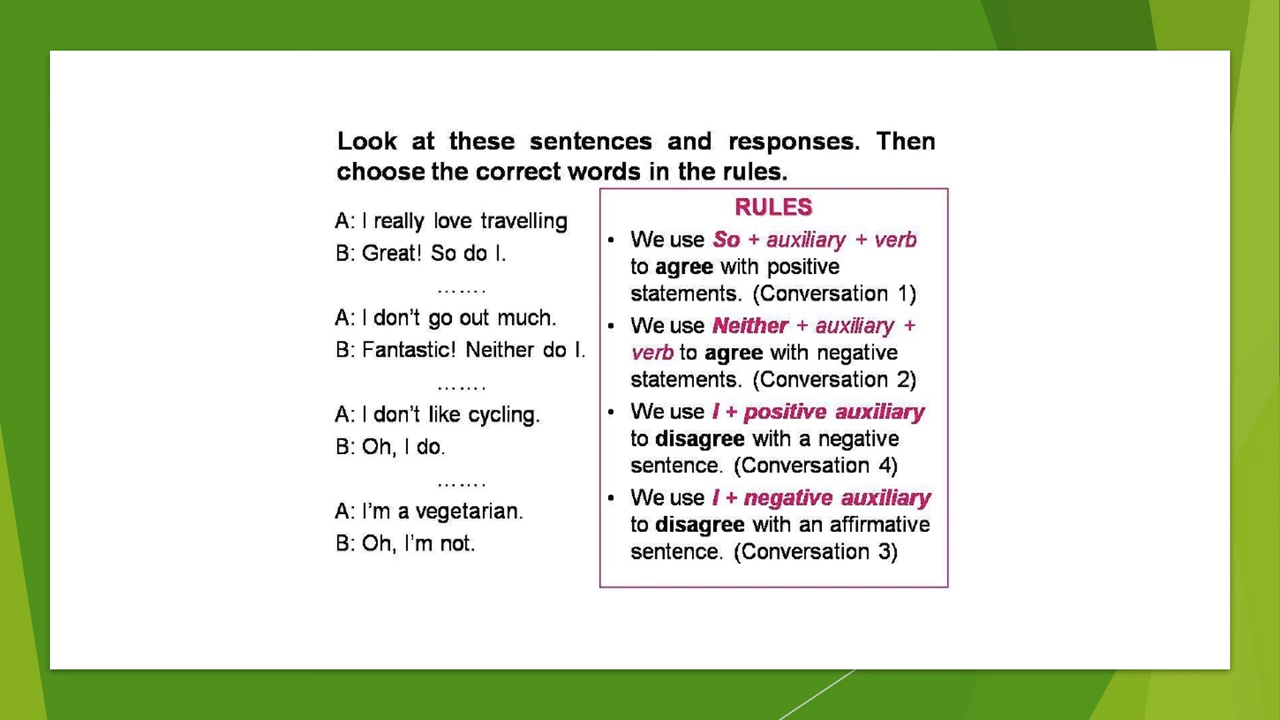 Look at these sentences and responses. Then
choose the correct words in the rules.
A: I really love travelling
B: Great! So do I.
.......
A: I don't go out much.
B: Fantastic! Neither do I.
.......
A: I don't like cycling.
B: Oh, I do.
.......
A: I'm a vegetarian.
B: Oh, I'm not.
RULES
• We use So + auxiliary + verb
to agree with positive
statements. (Conversation 1)
• We use Neither + auxiliary +
verb to agree with negative
statements. (Conversation 2)
• We use I + positive auxiliary
to disagree with a negative
sentence. (Conversation 4)
• We use I + negative auxiliary
to disagree with an affirmative
sentence. (Conversation 3)